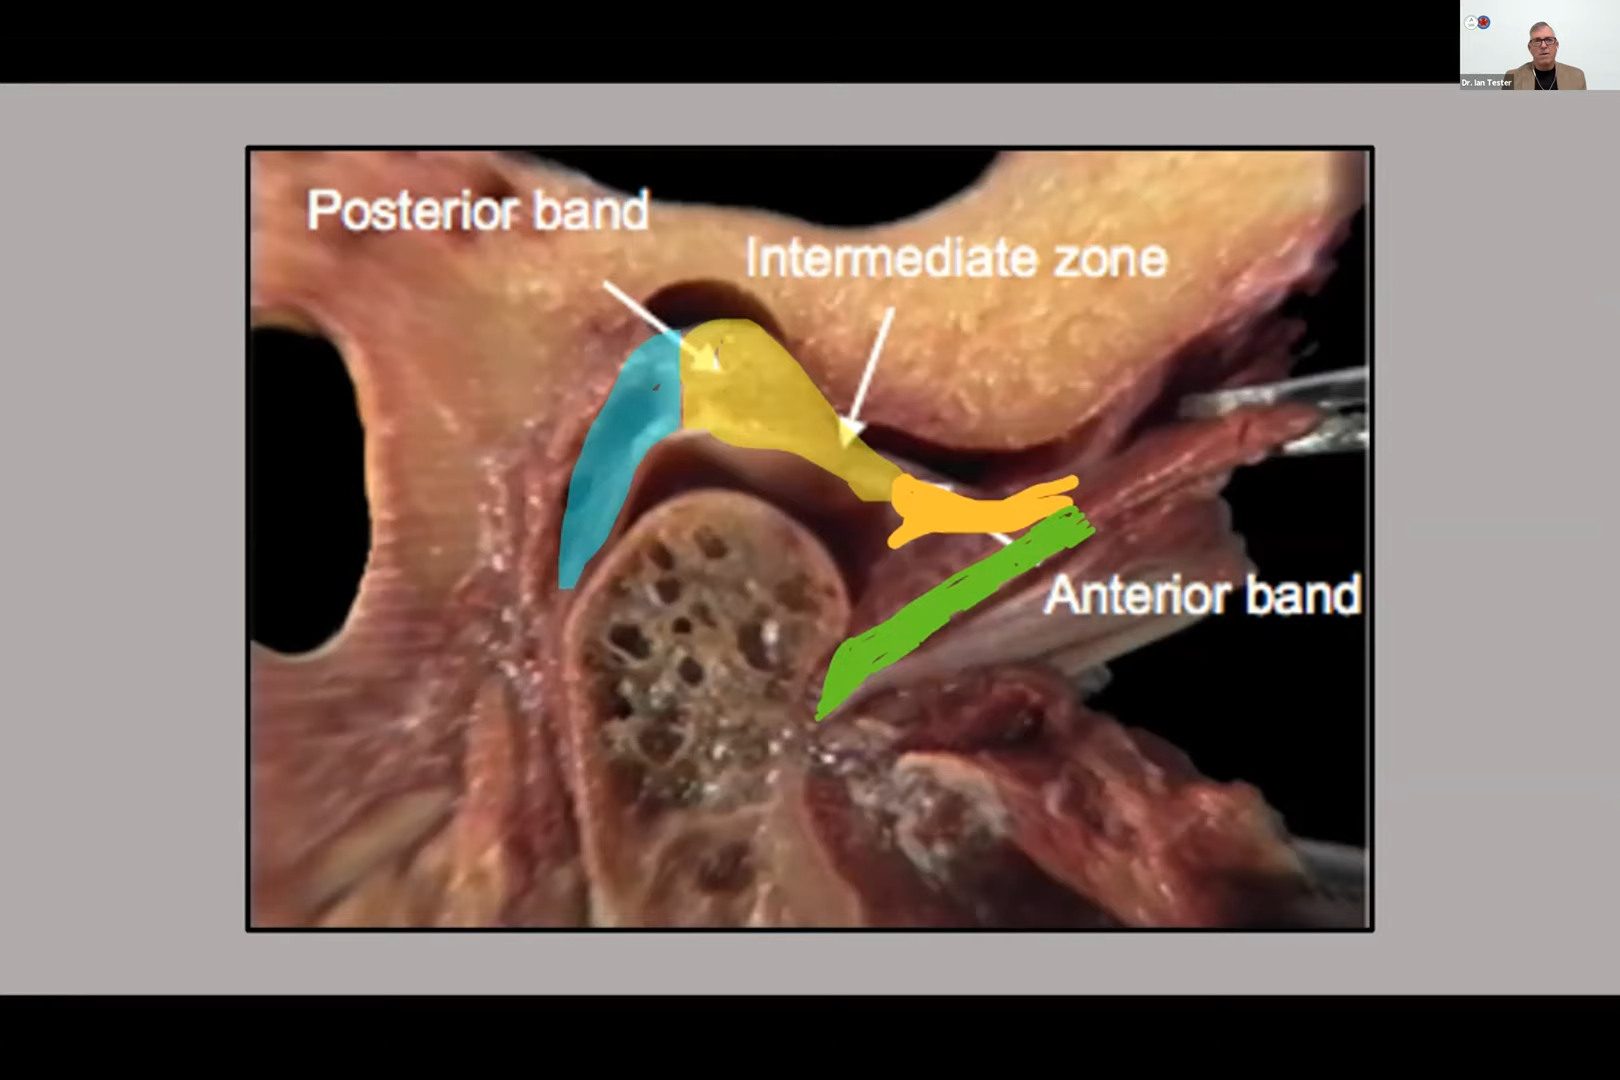 Dr. Ian Tester
Posterior band
Intermediate zone
Anterior band